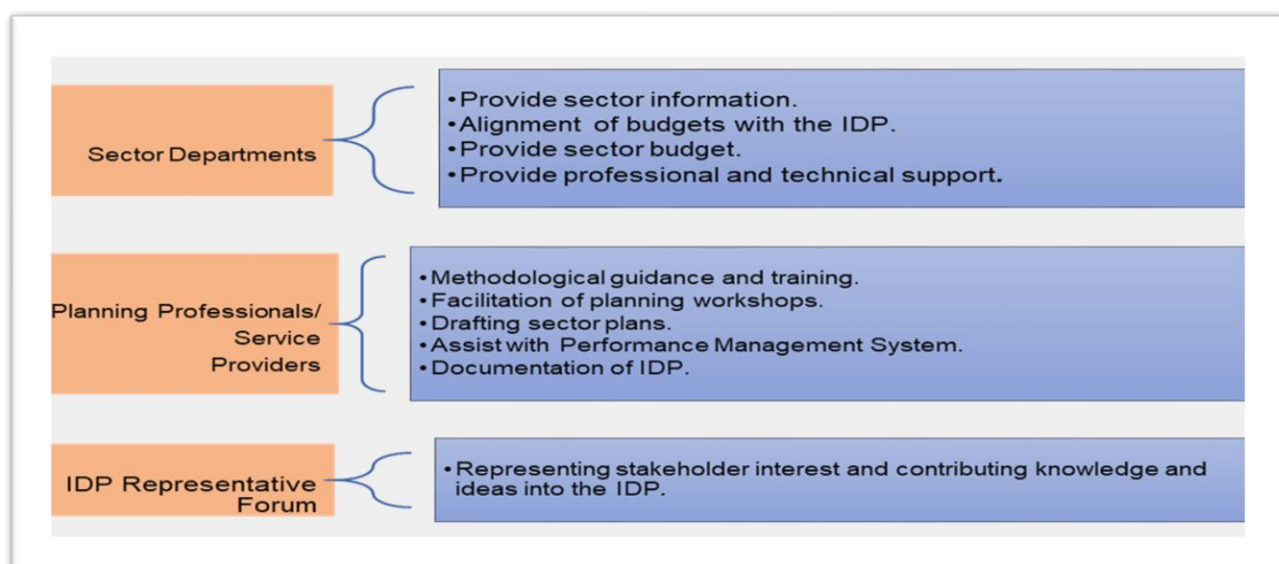 Sector Departments
•Provide sector information.
•Alignment of budgets with the IDP.
•Provide sector budget.
•Provide professional and technical support.
Planning Professionals/
Service
Providers
•Methodological guidance and training.
•Facilitation of planning workshops.
•Drafting sector plans.
•Assist with Performance Management System.
•Documentation of IDP.
IDP Representative
Forum
•Representing stakeholder interest and contributing knowledge and
ideas into the IDP.